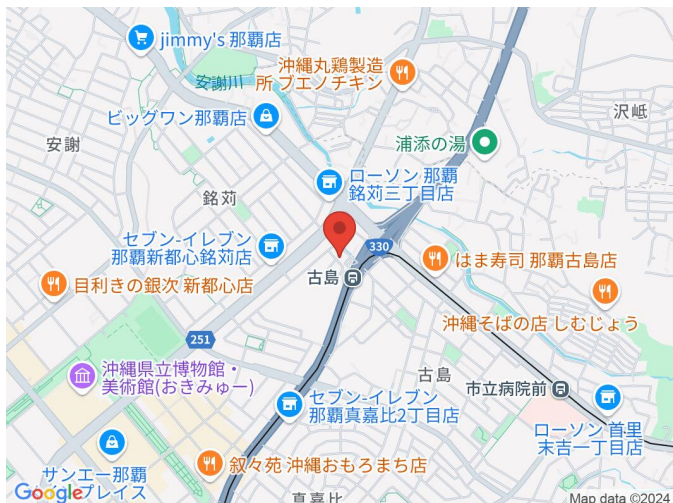 jimmy's 那覇店
安謝川
沖縄丸鶏製造
所 ブエノチキン
沢岻
ビッグワン那覇店
安謝
浦添の湯
銘苅
ローソン 那覇
銘苅三丁目店
セブン-イレブン
那覇新都心銘苅店
330
はま寿司 那覇古島店
目利きの銀次 新都心店
古島
沖縄そばの店 しむじょう
251
沖縄県立博物館・
美術館(おきみゅー)
古島
市立病院前
セブン-イレブン
那覇真嘉比2丁目店
ローソン 首里
末吉一丁目店
サンエー那覇
プレイス
叙々苑 沖縄おもろまち店
真嘉比
Google
Map data ©2024